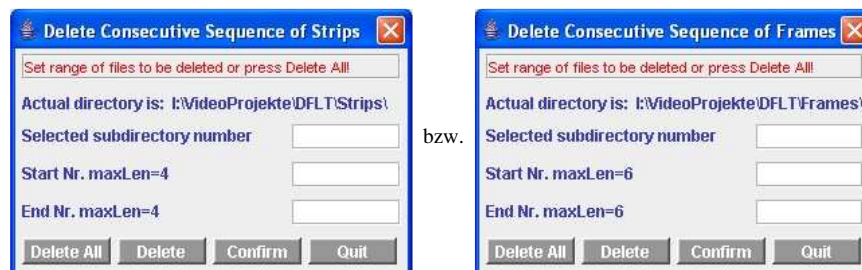 Delete Consecutive Sequence of Strips
Set range of files to be deleted or press Delete All!
Actual directory is: I:\VideoProjekte\DFLT\Strips\
Selected subdirectory number
Start Nr. maxLen=4
End Nr. maxLen=4
Delete All Delete Confirm Quit
bzw.
Delete Consecutive Sequence of Frames
Set range of files to be deleted or press Delete All!
Actual directory is: I:\VideoProjekte\DFLT\Frames\
Selected subdirectory number
Start Nr. maxLen=6
End Nr. maxLen=6
Delete All Delete Confirm Quit